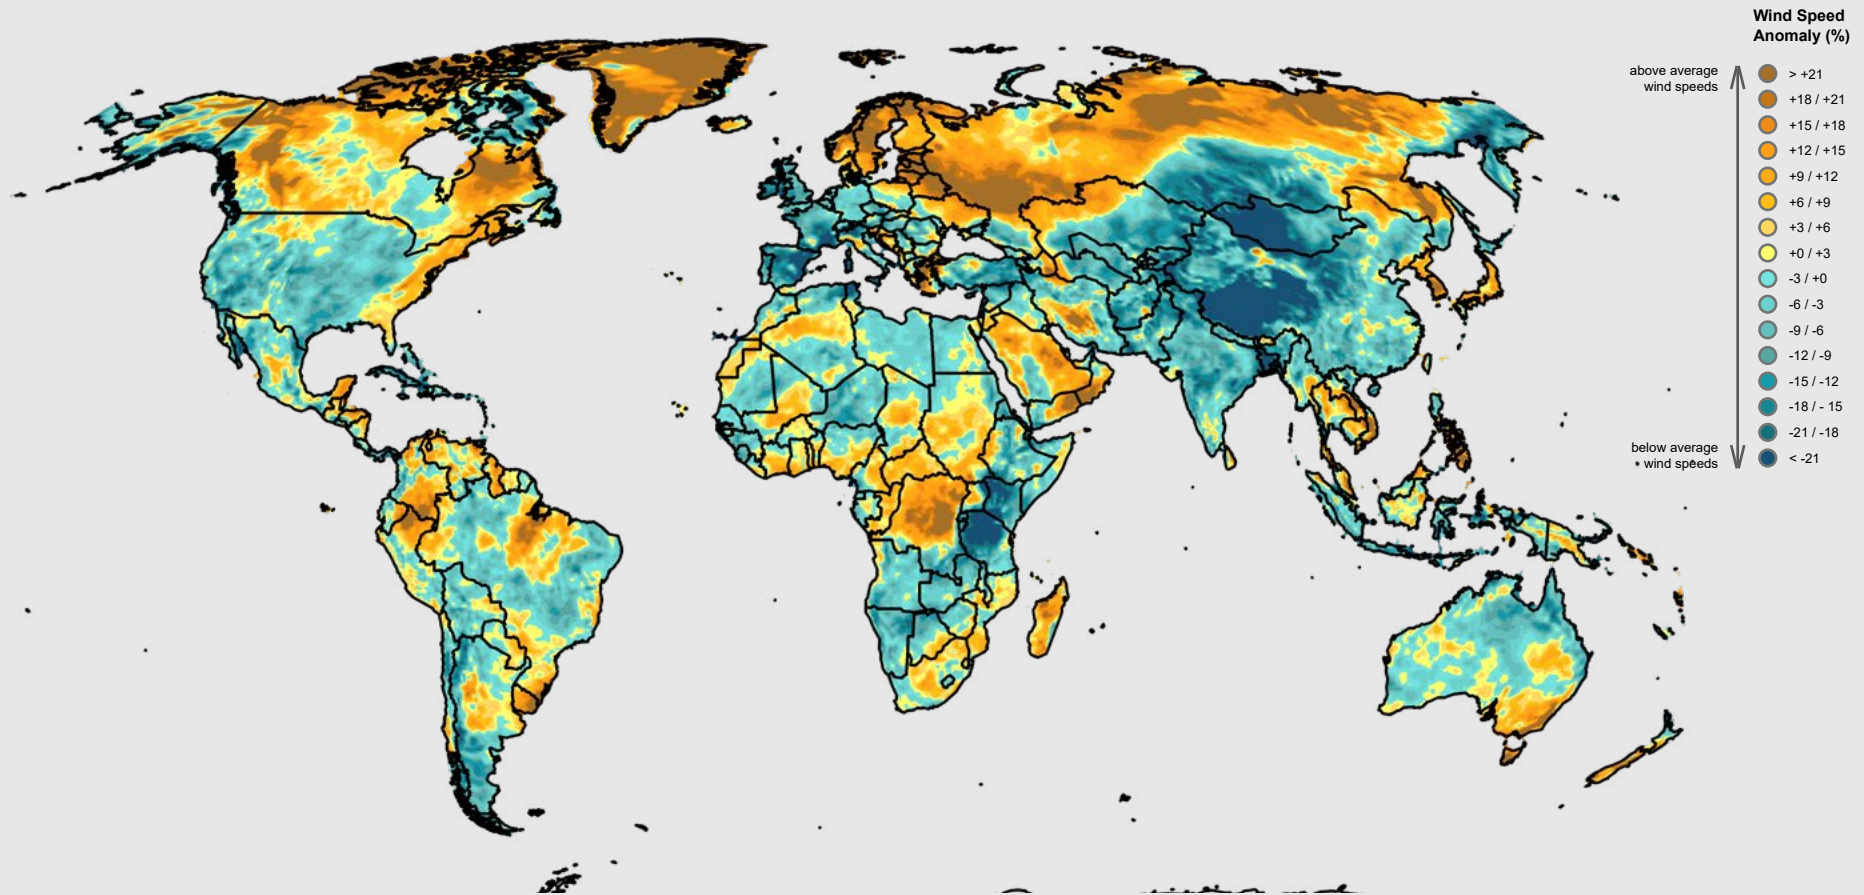 Wind Speed
Anomaly (%)
above average
wind speeds
> +21
+18 / +21
+15 / +18
+12 / +15
+9 / +12
+6 / +9
+3 / +6
+0 / +3
-3 / +0
-6 / -3
-9 / -6
-12 / -9
-15 / -12
-18 / - 15
-21 / -18
below average
wind speeds
< -21